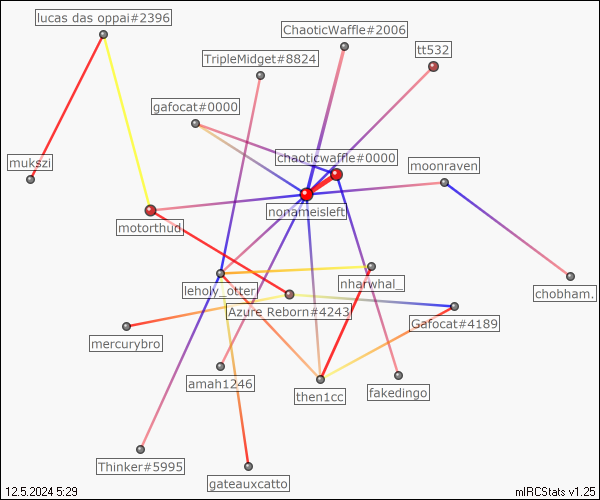 lucas das oppai#2396
ChaoticWaffle#2006
tt532
TripleMidget#8824
gafocat#0000
chaoticwaffle#0000
mukszi
moonraven
nonameisleft
motorthud
leholy_otter
nharwhal_
chobham.
Azure Reborn#4243
Gafocat#4189
mercurybro
amah1246
then1cc
fakedingo
Thinker#5995
gateauxcatto
12.5.2024 5:29
mIRCStats v1.25